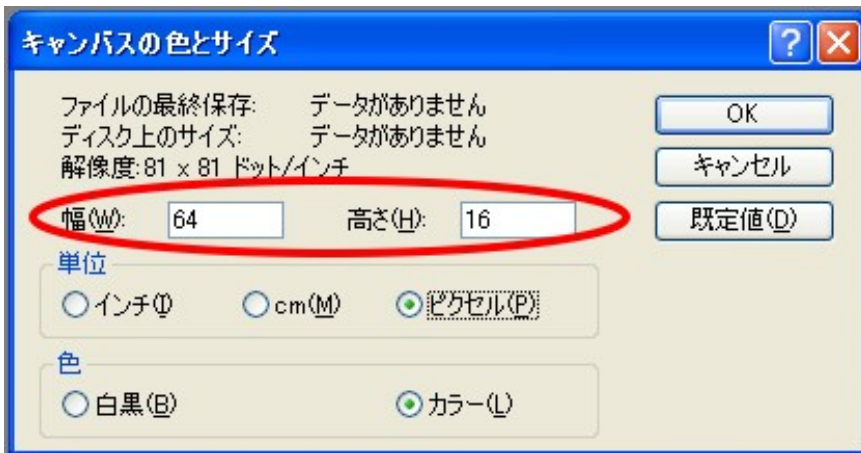 キャンバスの色とサイズ
ファイルの最終保存: データがありません
ディスク上のサイズ: データがありません
解像度:81 x 81 ドット/インチ
幅(W): 64 高さ(H): 16
単位
インチ(I) cm(M) ピクセル(P)
色
白黒(B) カラー(L)
OK
キャンセル
既定値(D)